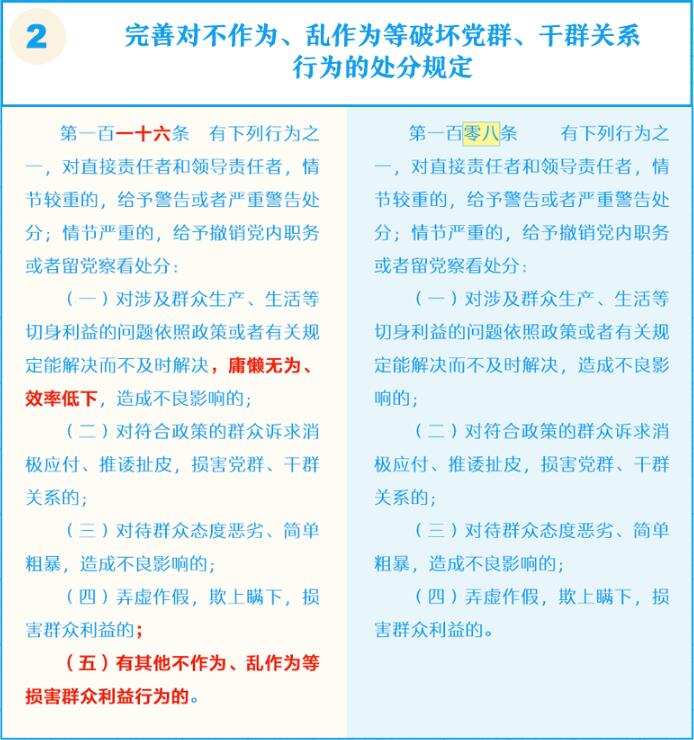 2
完善对不作为、乱作为等破坏党群、干群关系
行为的处分规定
第一百一十六条 有下列行为之
一，对直接责任者和领导责任者，情
节较重的，给予警告或者严重警告处
分；情节严重的，给予撤销党内职务
或者留党察看处分：
（一）对涉及群众生产、生活等
切身利益的问题依照政策或者有关规
定能解决而不及时解决，庸懒无为、
效率低下，造成不良影响的；
（二）对符合政策的群众诉求消
极应付、推诿扯皮，损害党群、干群
关系的；
（三）对待群众态度恶劣、简单
粗暴，造成不良影响的；
（四）弄虚作假，欺上瞒下，损
害群众利益的；
（五）有其他不作为、乱作为等
损害群众利益行为的。
第一百零八条 有下列行为之
一，对直接责任者和领导责任者，情
节较重的，给予警告或者严重警告处
分；情节严重的，给予撤销党内职务
或者留党察看处分：
（一）对涉及群众生产、生活等
切身利益的问题依照政策或者有关规
定能解决而不及时解决，造成不良影
响的；
（二）对符合政策的群众诉求消
极应付、推诿扯皮，损害党群、干群
关系的；
（三）对待群众态度恶劣、简单
粗暴，造成不良影响的；
（四）弄虚作假，欺上瞒下，损
害群众利益的。